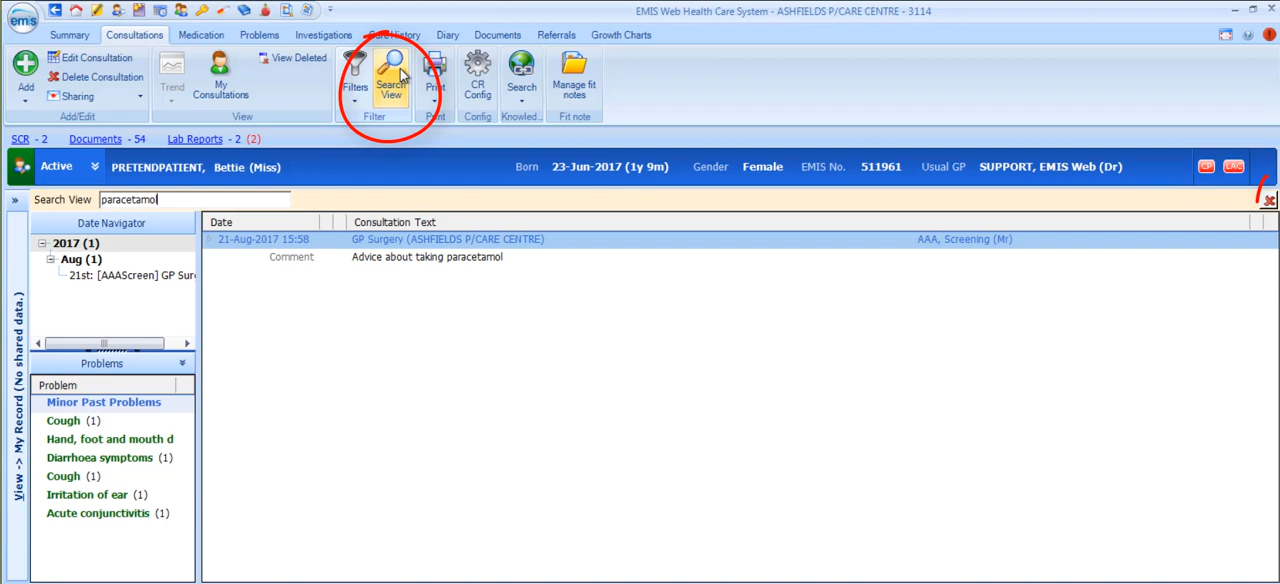 EMIS Web Health Care System - ASHFIELDS P/CARE CENTRE - 3114
emis
Summary Consultations Medication Problems Investigations Care History Diary Documents Referrals Growth Charts
Add
Edit Consultation
Delete Consultation
Sharing
Add/Edit
Trend
My Consultations
View Deleted
View
Filters
Search View
Filter
Print
Print
CR Config
Config
Search
Knowled...
Manage fit notes
Fit note
SCR - 2 Documents - 54 Lab Reports - 2 (2)
Active PRETENDPATIENT, Bettie (Miss) Born 23-Jun-2017 (1y 9m) Gender Female EMIS No. 511961 Usual GP SUPPORT, EMIS Web (Dr) CP LAC
Search View paracetamol
Date Navigator
2017 (1)
Aug (1)
21st: [AAAScreen] GP Sur
Date Consultation Text
21-Aug-2017 15:58 GP Surgery (ASHFIELDS P/CARE CENTRE) AAA, Screening (Mr)
Comment Advice about taking paracetamol
View -> My Record (No shared data.)
Problems
Problem
Minor Past Problems
Cough (1)
Hand, foot and mouth d
Diarrhoea symptoms (1)
Cough (1)
Irritation of ear (1)
Acute conjunctivitis (1)